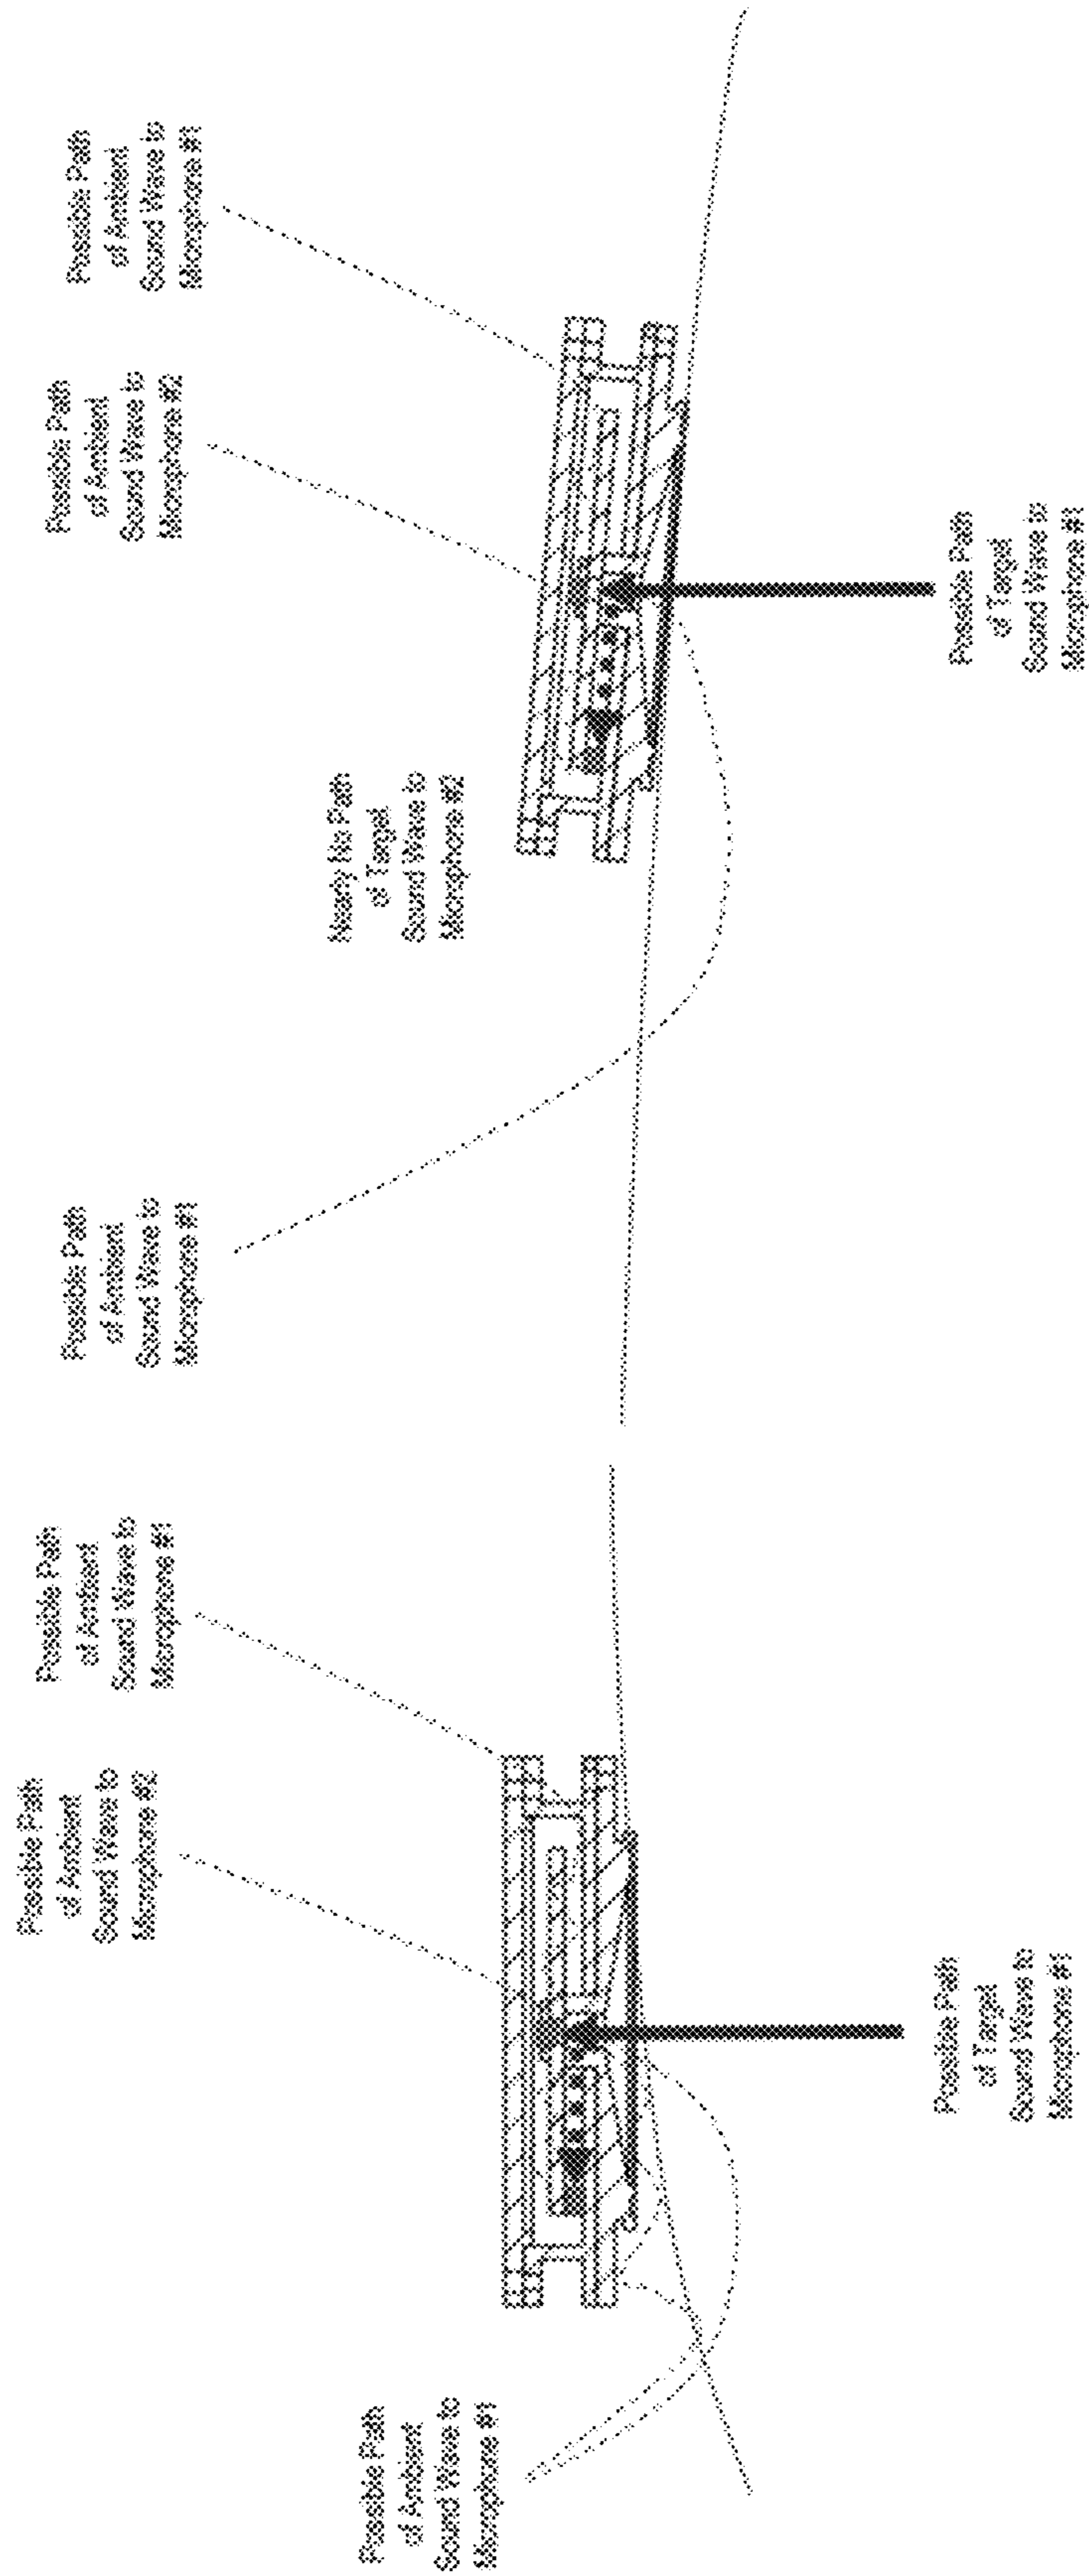 Possible Path
of Ambient
Sound Wave to
Microphone #1
Possible Path
of Ambient
Sound Wave to
Microphone #2
Possible Path
of Target
Sound Wave to
Microphone #1
Possible Path
of Ambient
Sound Wave to
Microphone #1
Possible Path
of Ambient
Sound Wave to
Microphone #1
Nearly No Path
of Target
Sound Wave to
Microphone #2
Possible Path
of Ambient
Sound Wave to
Microphone #2
Possible Path
of Target
Sound Wave to
Microphone #1
Possible Path
of Ambient
Sound Wave to
Microphone #1